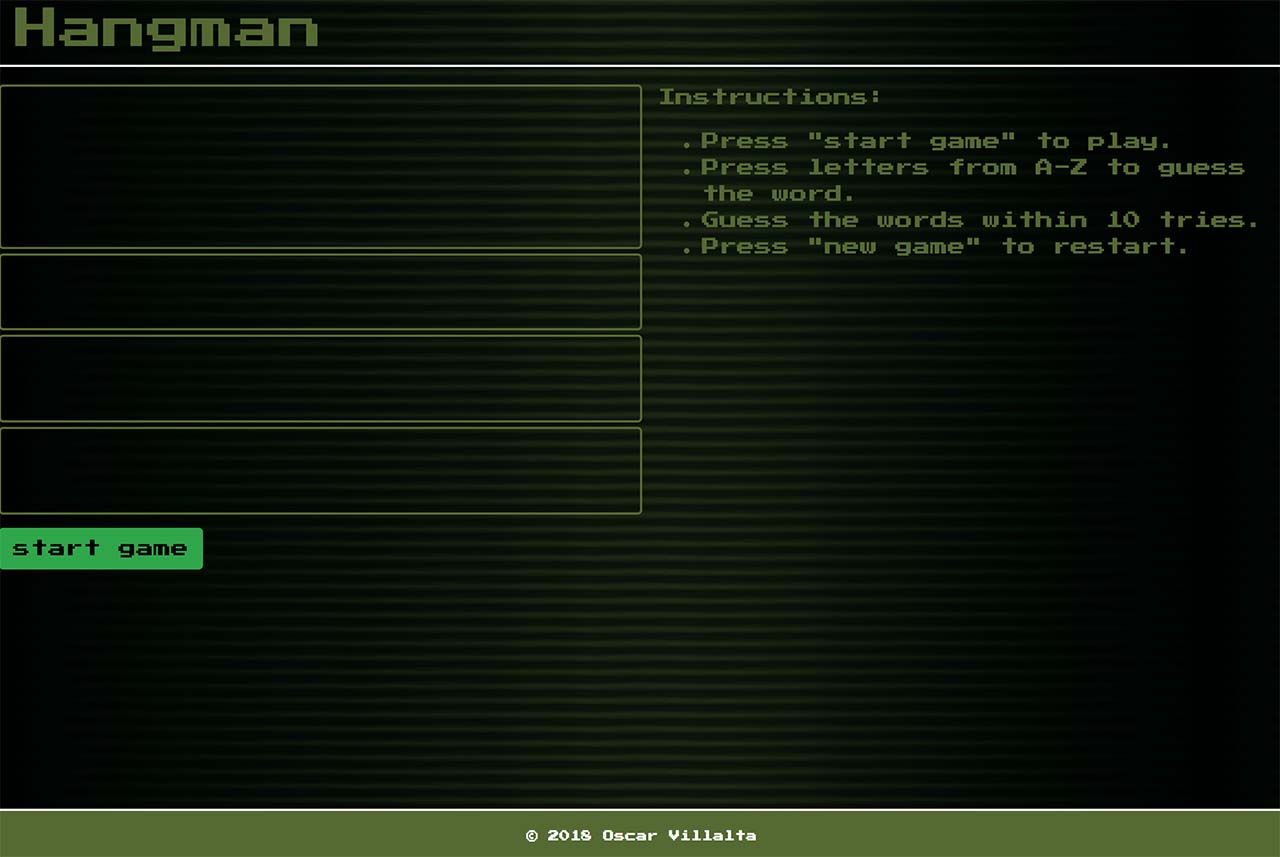 Hangman
Instructions:
• Press "start game" to play.
• Press letters from A-Z to guess
the word.
• Guess the words within 10 tries.
• Press "new game" to restart.
start game
© 2018 Oscar Villalta